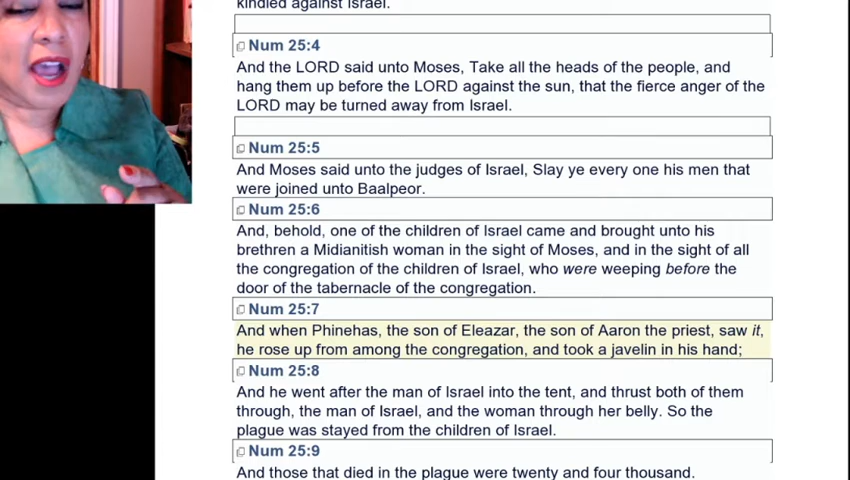 kindled against Israel.
Num 25:4
And the LORD said unto Moses, Take all the heads of the people, and
hang them up before the LORD against the sun, that the fierce anger of the
LORD may be turned away from Israel.
Num 25:5
And Moses said unto the judges of Israel, Slay ye every one his men that
were joined unto Baalpeor.
Num 25:6
And, behold, one of the children of Israel came and brought unto his
brethren a Midianitish woman in the sight of Moses, and in the sight of all
the congregation of the children of Israel, who were weeping before the
door of the tabernacle of the congregation.
Num 25:7
And when Phinehas, the son of Eleazar, the son of Aaron the priest, saw it,
he rose up from among the congregation, and took a javelin in his hand;
Num 25:8
And he went after the man of Israel into the tent, and thrust both of them
through, the man of Israel, and the woman through her belly. So the
plague was stayed from the children of Israel.
Num 25:9
And those that died in the plague were twenty and four thousand.